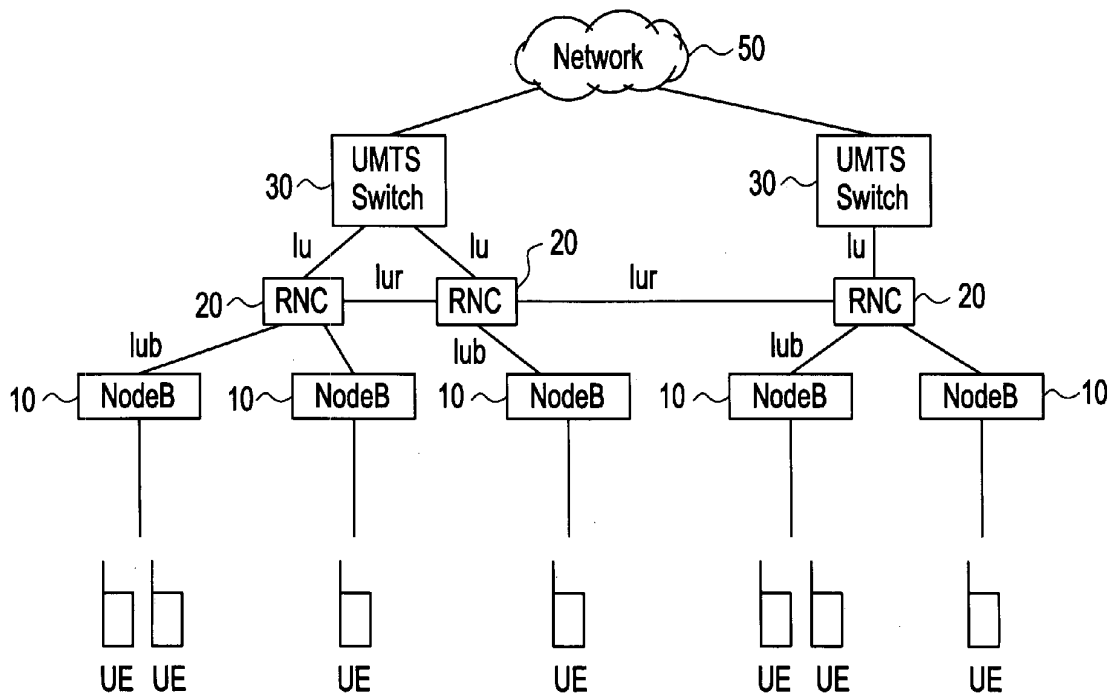 Network
50
UMTS
Switch
30
UMTS
Switch
30
Iu
Iu
20
Iu
RNC
20
Iur
RNC
Iur
RNC
20
Iub
Iub
Iub
NodeB
10
NodeB
10
NodeB
10
NodeB
10
NodeB
10
UE
UE
UE
UE
UE
UE
UE